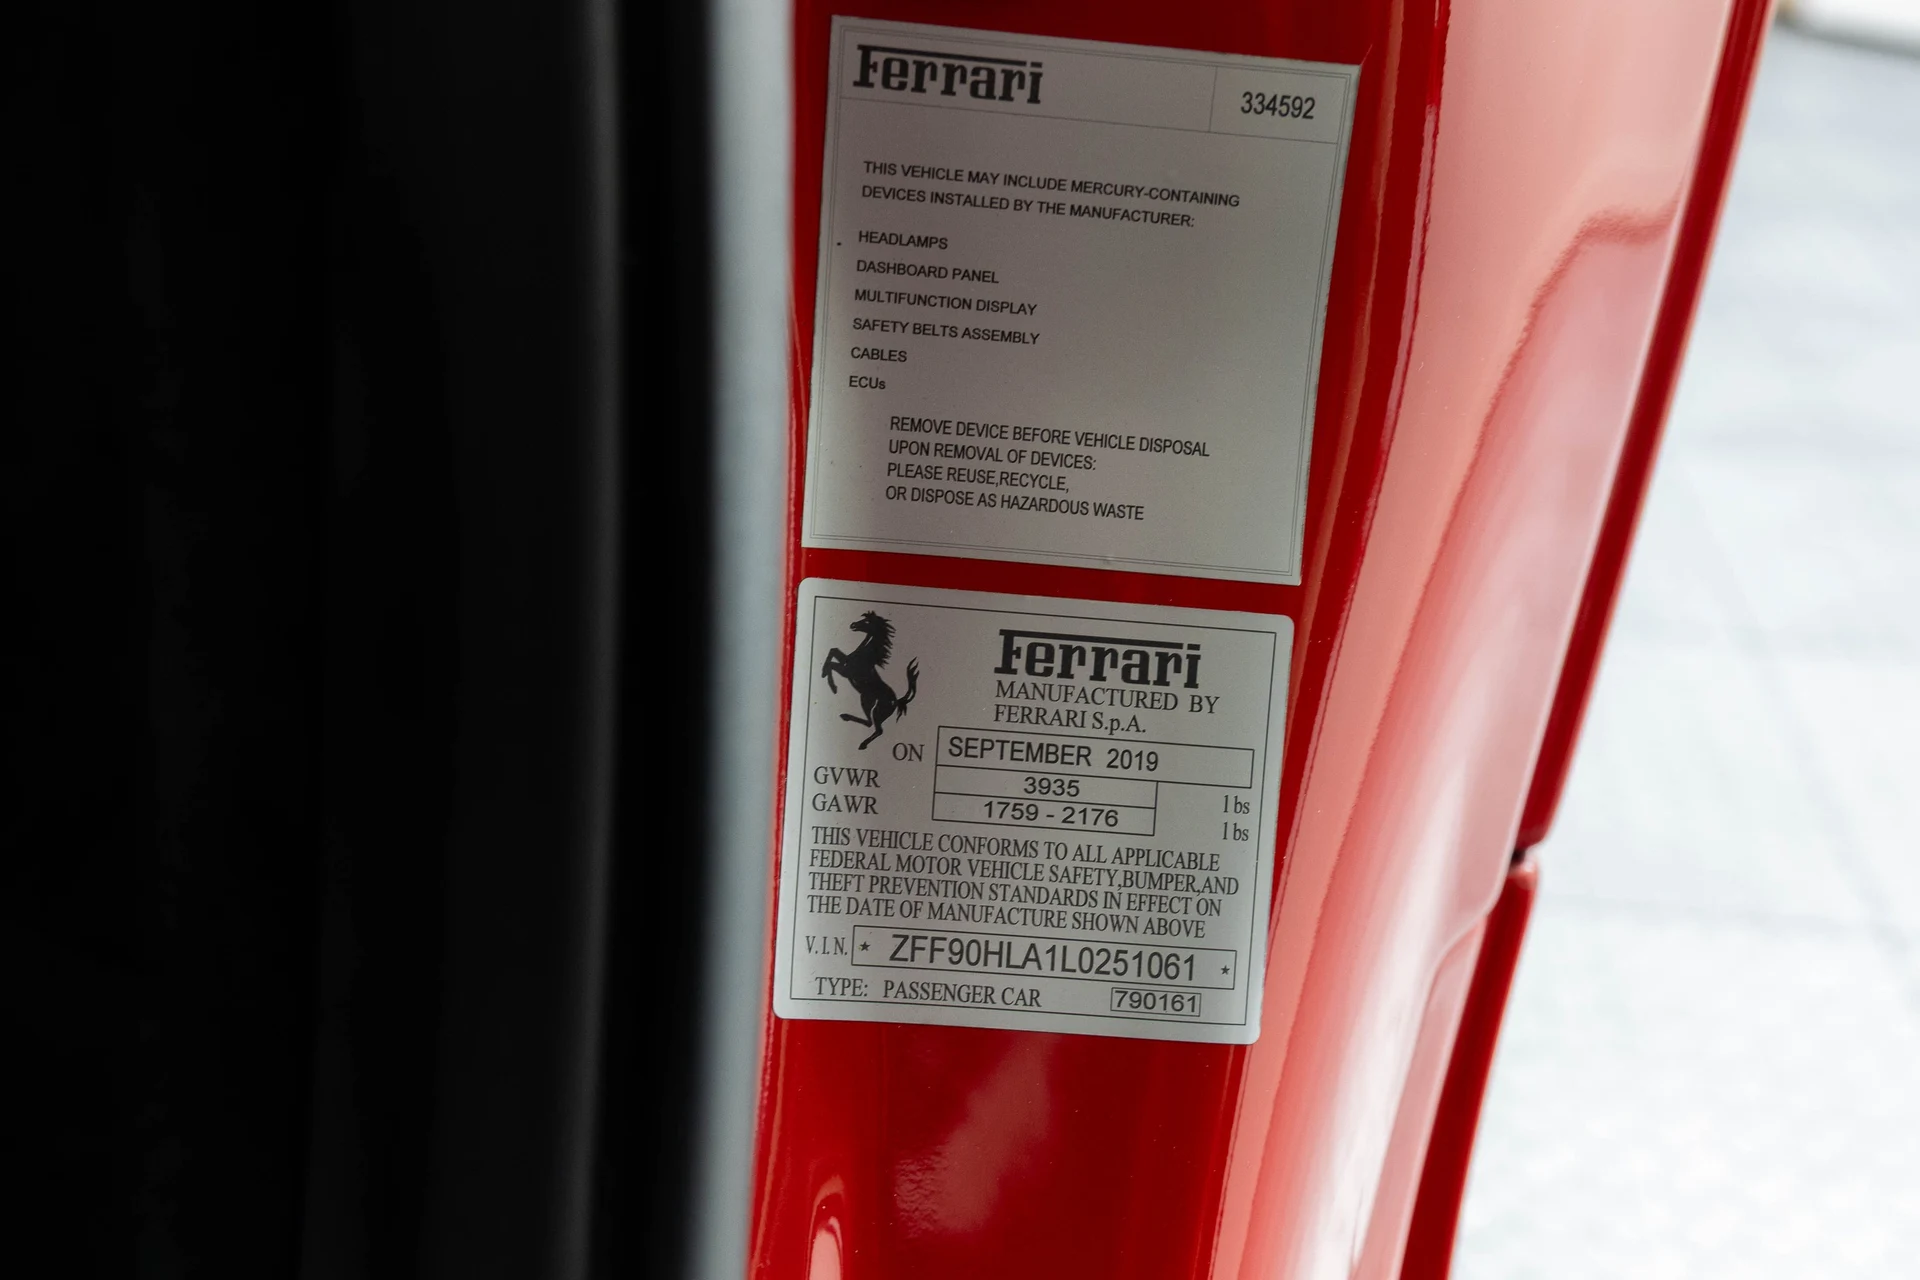 Ferrari 334592
THIS VEHICLE MAY INCLUDE MERCURY-CONTAINING
DEVICES INSTALLED BY THE MANUFACTURER:
HEADLAMPS
DASHBOARD PANEL
MULTIFUNCTION DISPLAY
SAFETY BELTS ASSEMBLY
CABLES
ECUs
REMOVE DEVICE BEFORE VEHICLE DISPOSAL
UPON REMOVAL OF DEVICES:
PLEASE REUSE,RECYCLE,
OR DISPOSE AS HAZARDOUS WASTE
Ferrari
MANUFACTURED BY
FERRARI S.p.A.
ON SEPTEMBER 2019
GVWR 3935 lbs
GAWR 1759 - 2176 lbs
THIS VEHICLE CONFORMS TO ALL APPLICABLE
FEDERAL MOTOR VEHICLE SAFETY,BUMPER,AND
THEFT PREVENTION STANDARDS IN EFFECT ON
THE DATE OF MANUFACTURE SHOWN ABOVE
V.I.N. * ZFF90HLA1L0251061 *
TYPE: PASSENGER CAR 790161